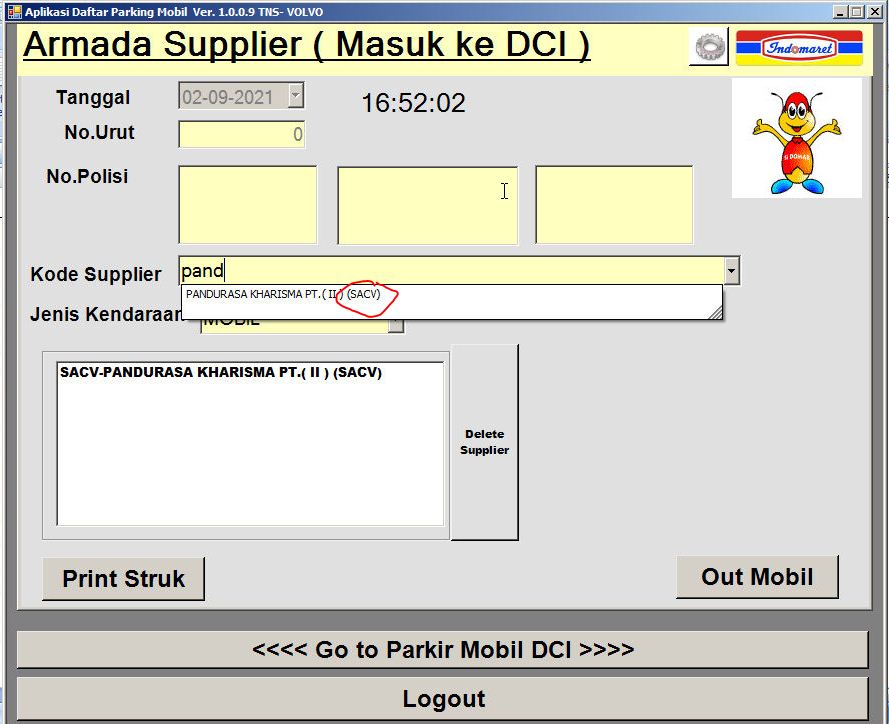 Aplikasi Daftar Parking Mobil Ver. 1.0.0.9 TNS- VOLVO
Armada Supplier ( Masuk ke DCI )
Indomaret
Tanggal
02-09-2021
16:52:02
No.Urut
0
No.Polisi
Kode Supplier
pand
PANDURASA KHARISMA PT.( II ) (SACV)
Jenis Kendaraan
MOBIL
SACV-PANDURASA KHARISMA PT.( II ) (SACV)
Delete
Supplier
Print Struk
Out Mobil
<<<< Go to Parkir Mobil DCI >>>>
Logout